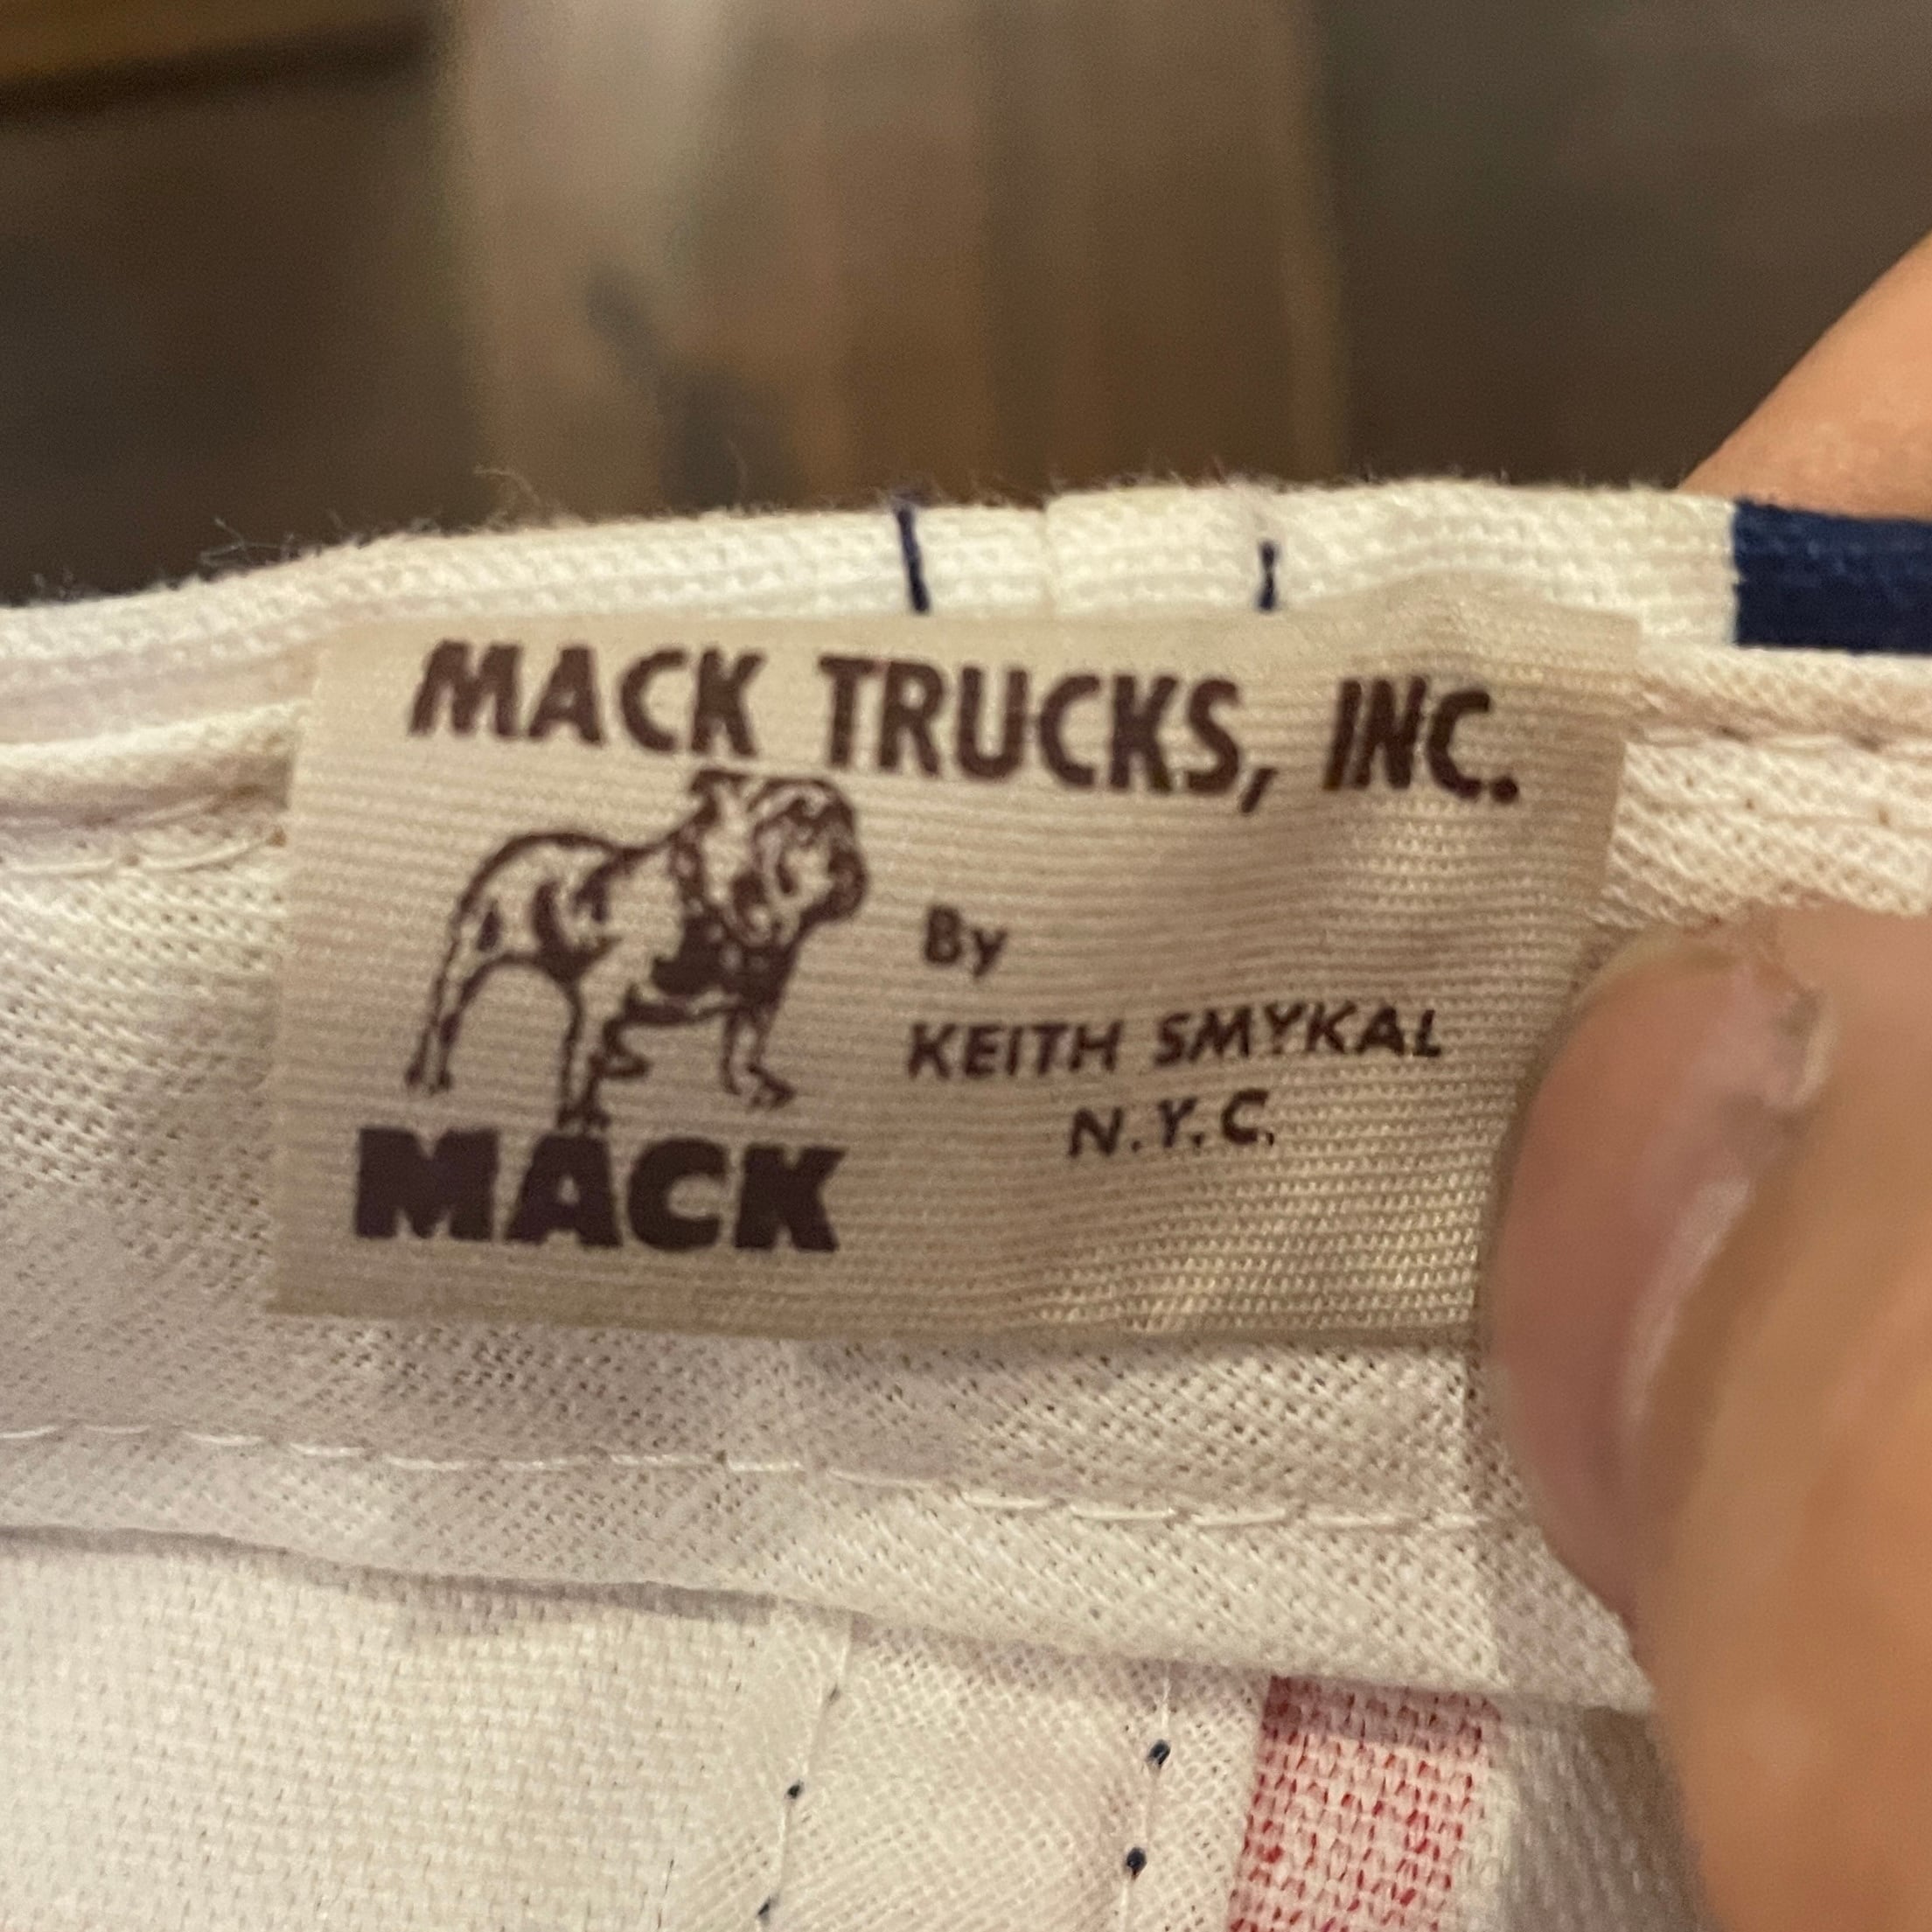 MACK TRUCKS, INC.
By
KEITH SMYKAL
N.Y.C.
MACK